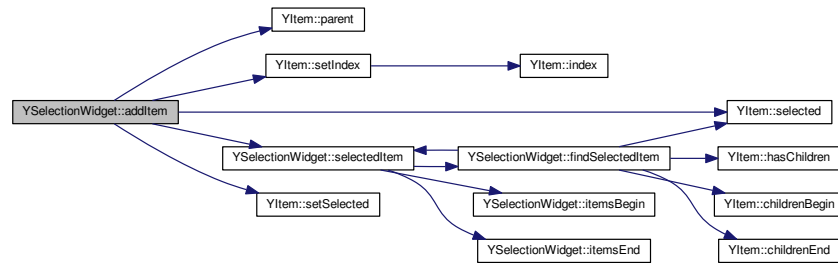 YItem::parent
YItem::setIndex
YItem::index
YSelectionWidget::addItem
YItem::selected
YSelectionWidget::selectedItem
YSelectionWidget::findSelectedItem
YItem::hasChildren
YItem::setSelected
YSelectionWidget::itemsBegin
YItem::childrenBegin
YSelectionWidget::itemsEnd
YItem::childrenEnd